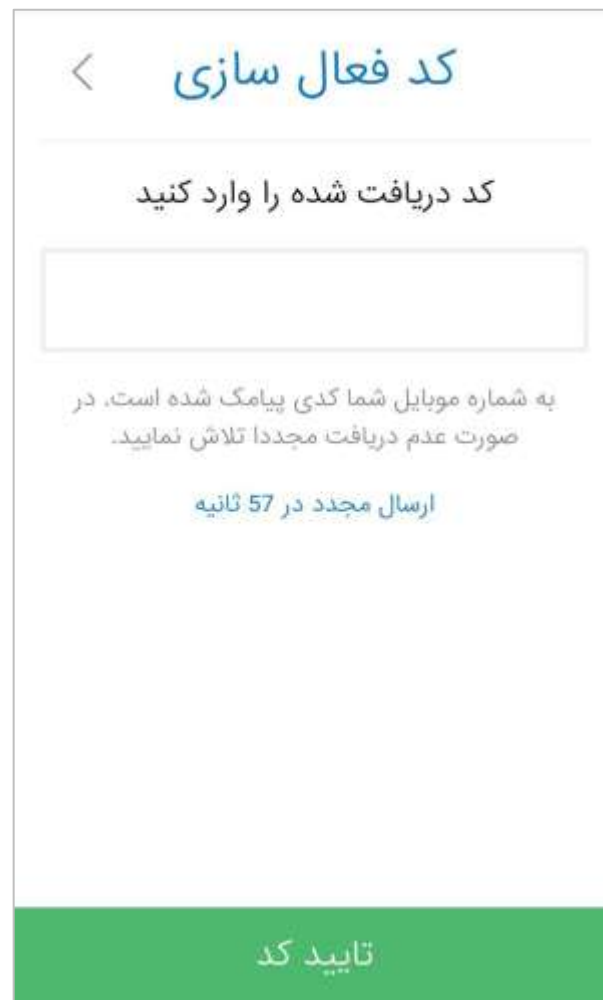 کد فعال سازی
کد دریافت شده را وارد کنید
به شماره موبایل شما کدی پیامک شده است. در
صورت عدم دریافت مجددا تلاش نمایید.
ارسال مجدد در 57 ثانیه
تایید کد